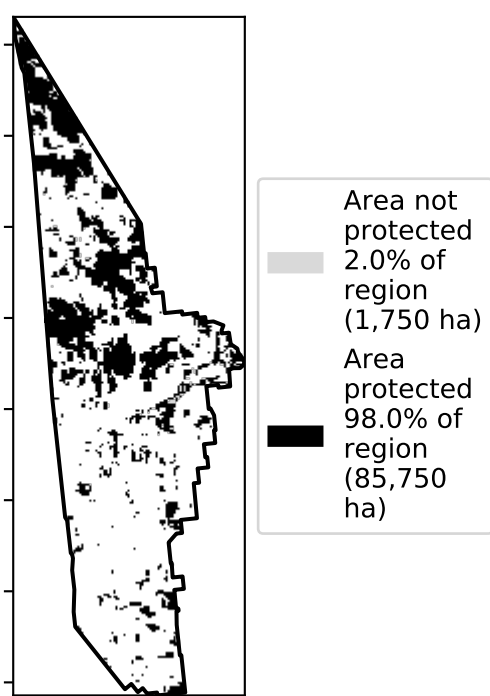 Area not
protected
2.0% of
region
(1,750 ha)
Area
protected
98.0% of
region
(85,750
ha)